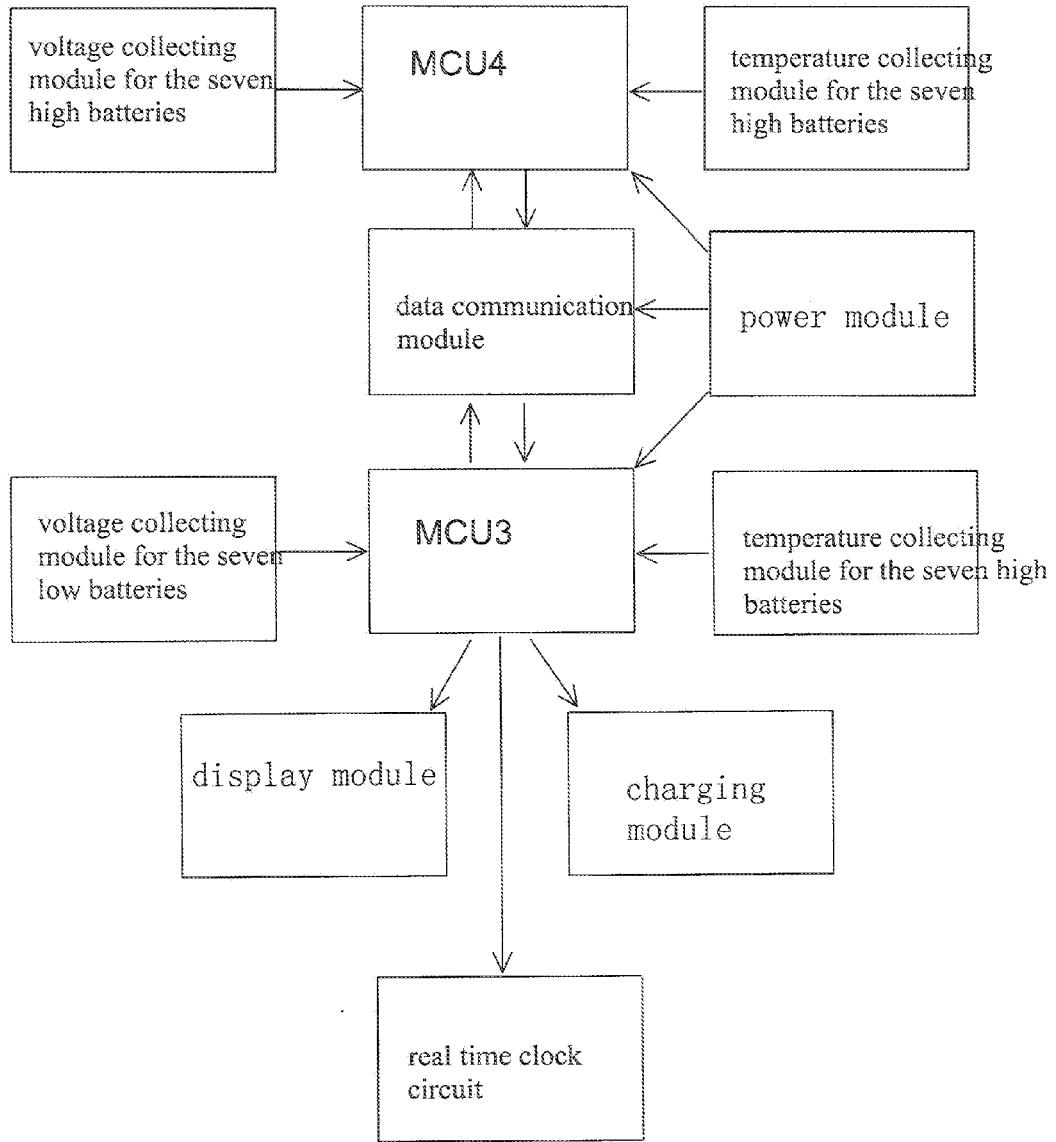 voltage collecting
module for the seven
high batteries
MCU4
temperature collecting
module for the seven
high batteries
data communication
module
power module
voltage collecting
module for the seven
low batteries
MCU3
temperature collecting
module for the seven high
batteries
display module
charging
module
real time clock
circuit